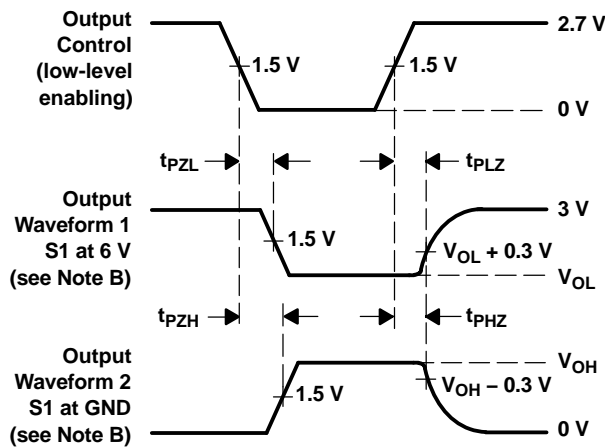 Output
Control
(low-level
enabling)
1.5 V
1.5 V
2.7 V
0 V
tPZL
tPLZ
Output
Waveform 1
S1 at 6 V
(see Note B)
1.5 V
3 V
VOL + 0.3 V
VOL
tPZH
tPHZ
Output
Waveform 2
S1 at GND
(see Note B)
1.5 V
VOH
VOH − 0.3 V
0 V